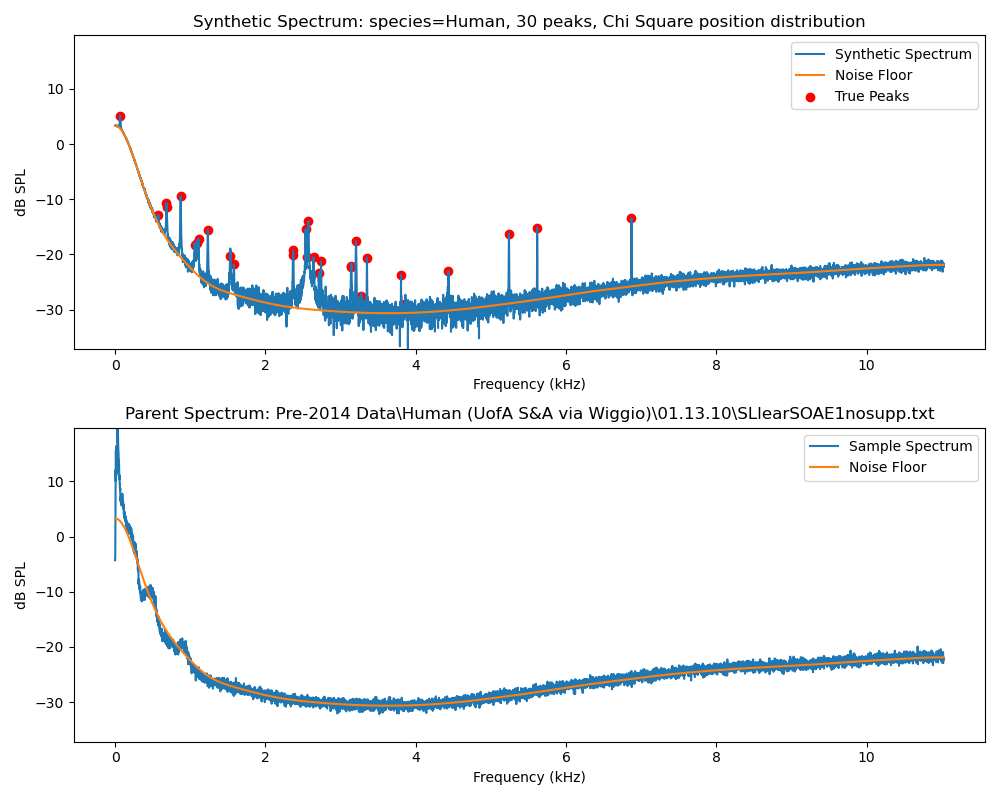 Synthetic Spectrum: species=Human, 30 peaks, Chi Square position distribution
Synthetic Spectrum
Noise Floor
True Peaks
10
0
−10
−20
−30
dB SPL
0 2 4 6 8 10
Frequency (kHz)
Parent Spectrum: Pre-2014 Data\Human (UofA S&A via Wiggio)\01.13.10\SLlearSOAE1nosupp.txt
Sample Spectrum
Noise Floor
10
0
−10
−20
−30
dB SPL
0 2 4 6 8 10
Frequency (kHz)